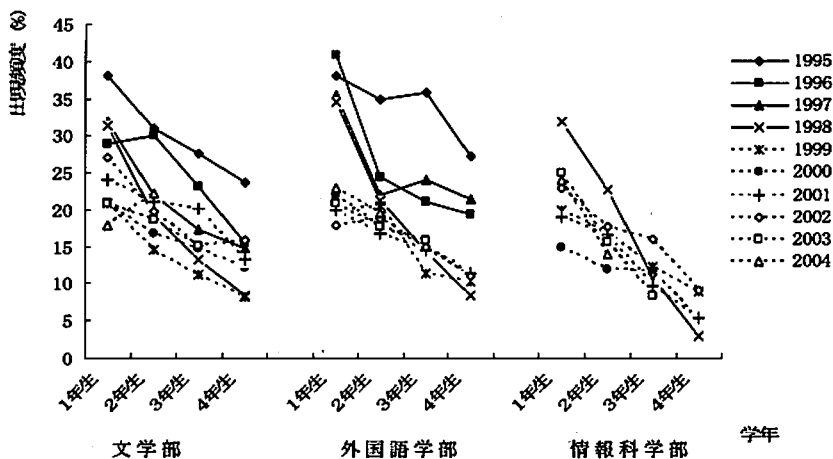 出現頻度 (%)
45
40
35
30
25
20
15
10
5
0
1年生
2年生
3年生
4年生
1年生
2年生
3年生
4年生
1年生
2年生
3年生
4年生
文学部
外国語学部
情報科学部
学年
1995
1996
1997
1998
1999
2000
2001
2002
2003
2004